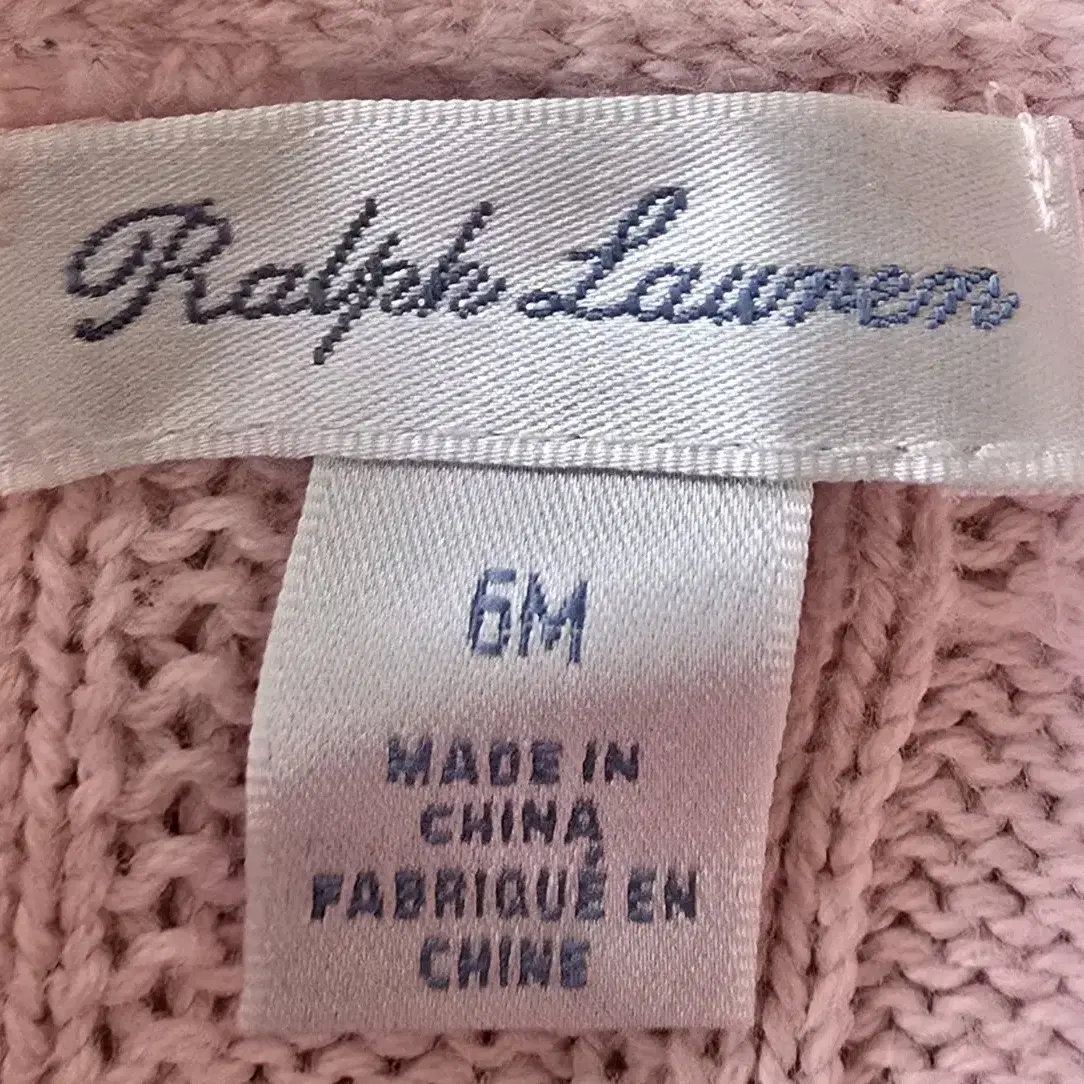 Ralph Lauren
6M
MADE IN
CHINA
FABRIQUÉ EN
CHINE